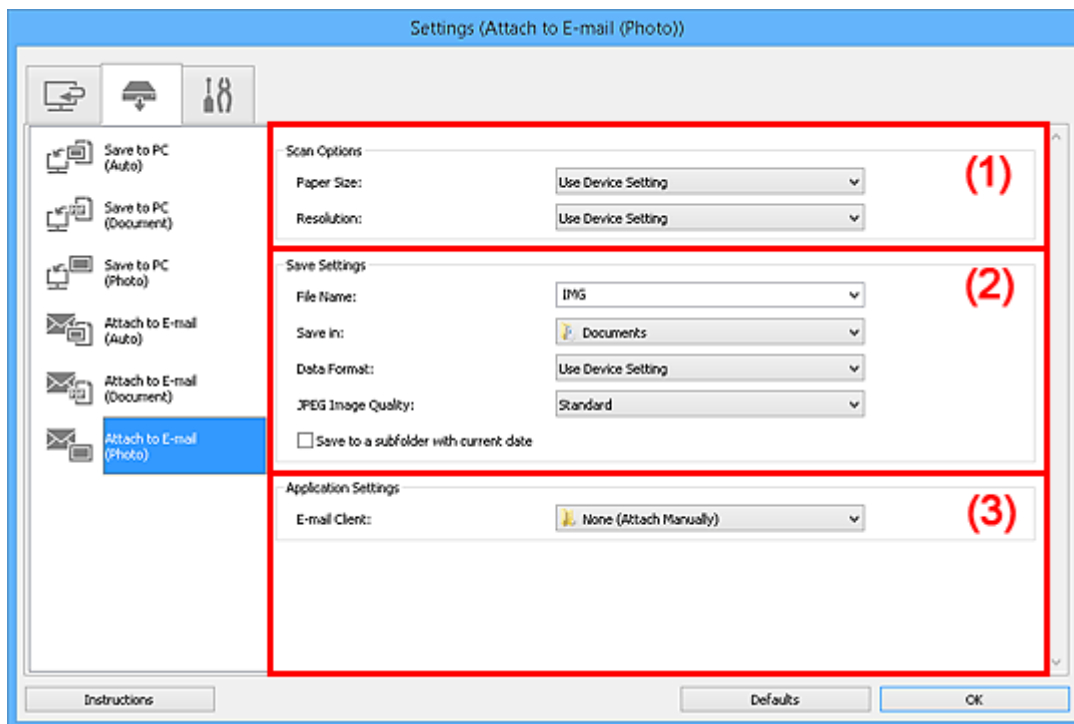 Settings (Attach to E-mail (Photo))
Save to PC
(Auto)
Save to PC
(Document)
Save to PC
(Photo)
Attach to E-mail
(Auto)
Attach to E-mail
(Document)
Attach to E-mail
(Photo)
Scan Options
(1)
Paper Size: Use Device Setting
Resolution: Use Device Setting
Save Settings
(2)
File Name: IMG
Save in: Documents
Data Format: Use Device Setting
JPEG Image Quality: Standard
Save to a subfolder with current date
Application Settings
(3)
E-mail Client: None (Attach Manually)
Instructions Defaults OK